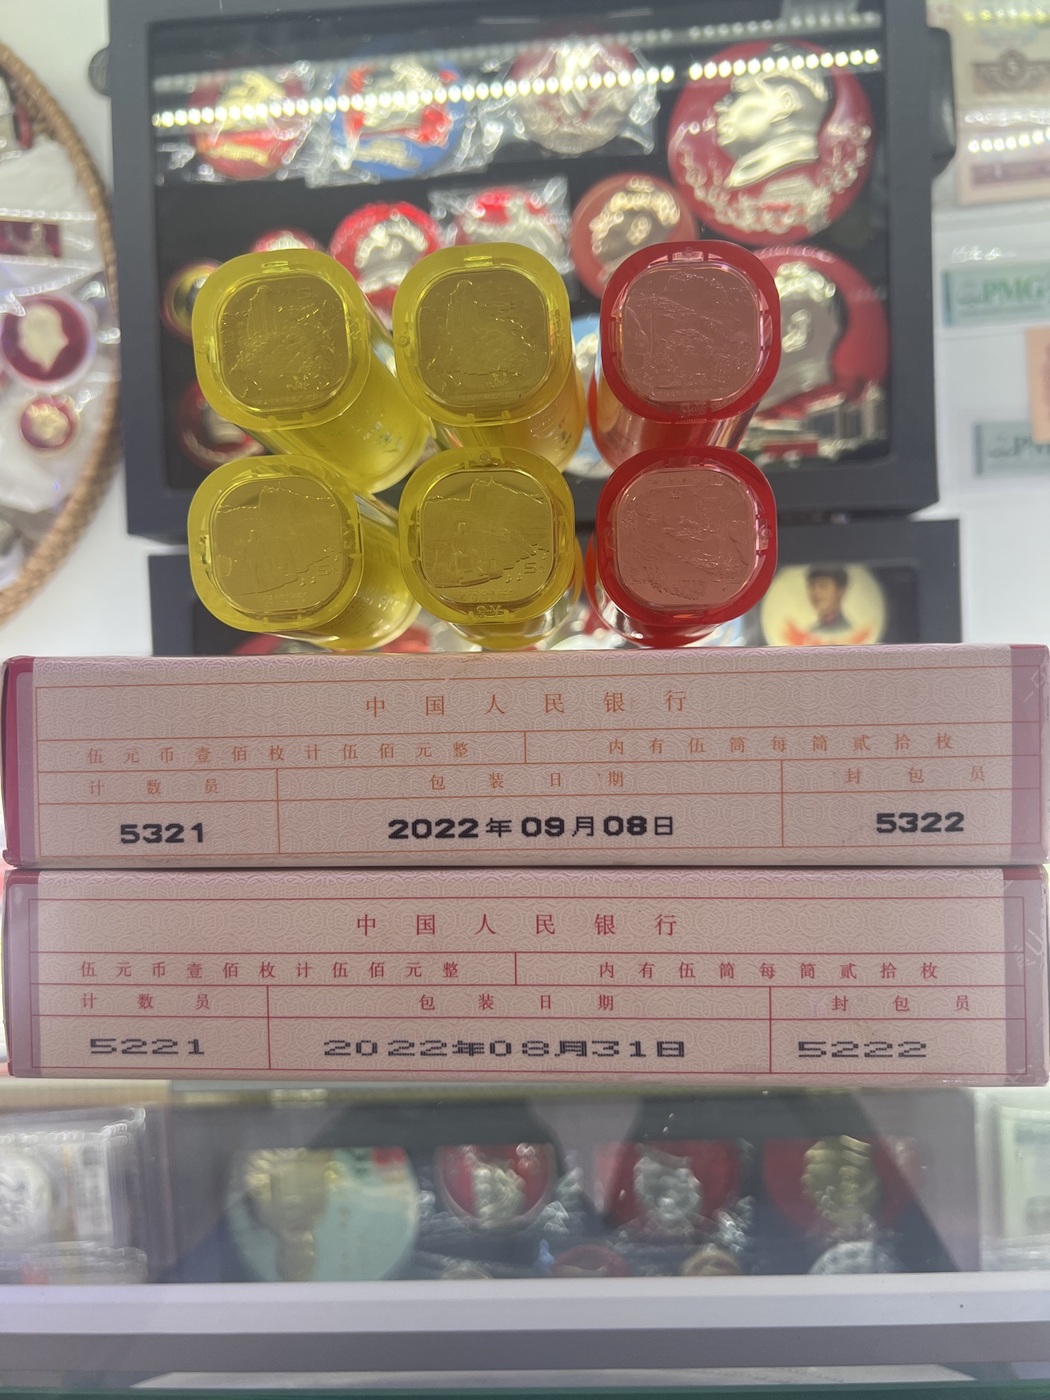 PMG
中国人民银行
伍元币壹佰枚计伍佰元整 内有伍筒每筒贰拾枚
计数员 包装日期 封包员
5321 2022年09月08日 5322
中国人民银行
伍元币壹佰枚计伍佰元整 内有伍筒每筒贰拾枚
计数员 包装日期 封包员
5221 2022年08月31日 5222